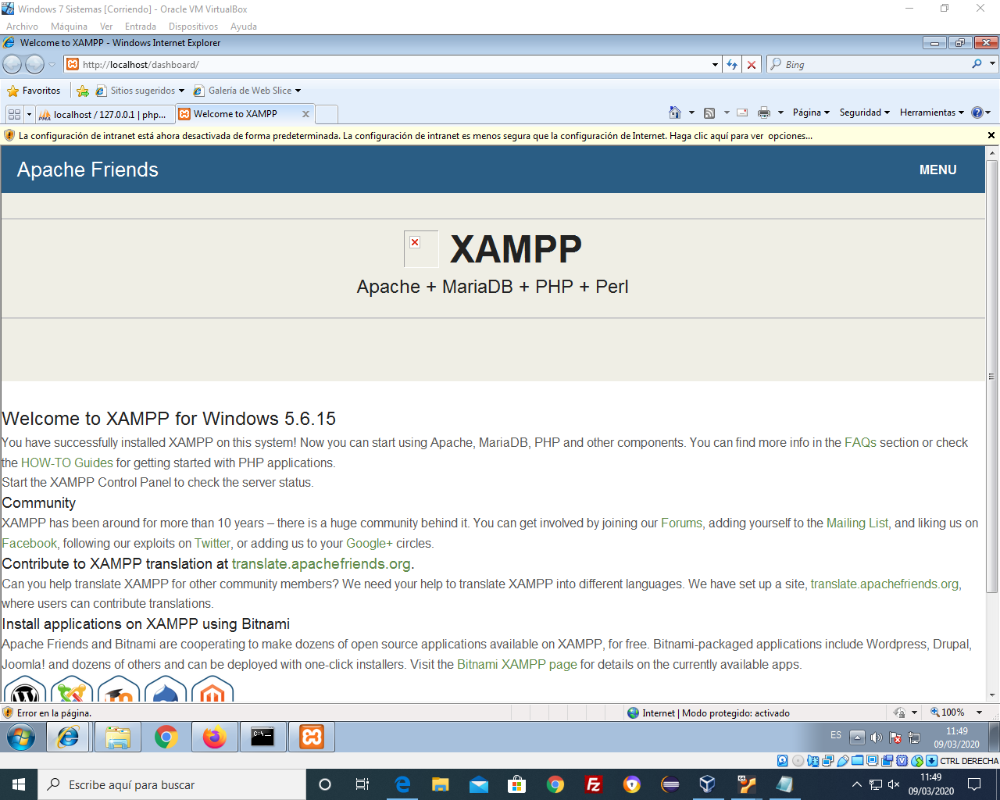 Windows 7 Sistemas [Corriendo] - Oracle VM VirtualBox
Archivo Máquina Ver Entrada Dispositivos Ayuda
Welcome to XAMPP - Windows Internet Explorer
http://localhost/dashboard/
Bing
Favoritos Sitios sugeridos Galería de Web Slice
localhost / 127.0.0.1 | php... Welcome to XAMPP Página Seguridad Herramientas
La configuración de intranet está ahora desactivada de forma predeterminada. La configuración de intranet es menos segura que la configuración de Internet. Haga clic aquí para ver opciones...
Apache Friends MENU
XAMPP
Apache + MariaDB + PHP + Perl
Welcome to XAMPP for Windows 5.6.15
You have successfully installed XAMPP on this system! Now you can start using Apache, MariaDB, PHP and other components. You can find more info in the FAQs section or check
the HOW-TO Guides for getting started with PHP applications.
Start the XAMPP Control Panel to check the server status.
Community
XAMPP has been around for more than 10 years – there is a huge community behind it. You can get involved by joining our Forums, adding yourself to the Mailing List, and liking us on
Facebook, following our exploits on Twitter, or adding us to your Google+ circles.
Contribute to XAMPP translation at translate.apachefriends.org.
Can you help translate XAMPP for other community members? We need your help to translate XAMPP into different languages. We have set up a site, translate.apachefriends.org,
where users can contribute translations.
Install applications on XAMPP using Bitnami
Apache Friends and Bitnami are cooperating to make dozens of open source applications available on XAMPP, for free. Bitnami-packaged applications include Wordpress, Drupal,
Joomla! and dozens of others and can be deployed with one-click installers. Visit the Bitnami XAMPP page for details on the currently available apps.
Error en la página. Internet | Modo protegido: activado 100%
ES 11:49
09/03/2020
CTRL DERECHA
Escribe aquí para buscar
11:49
09/03/2020